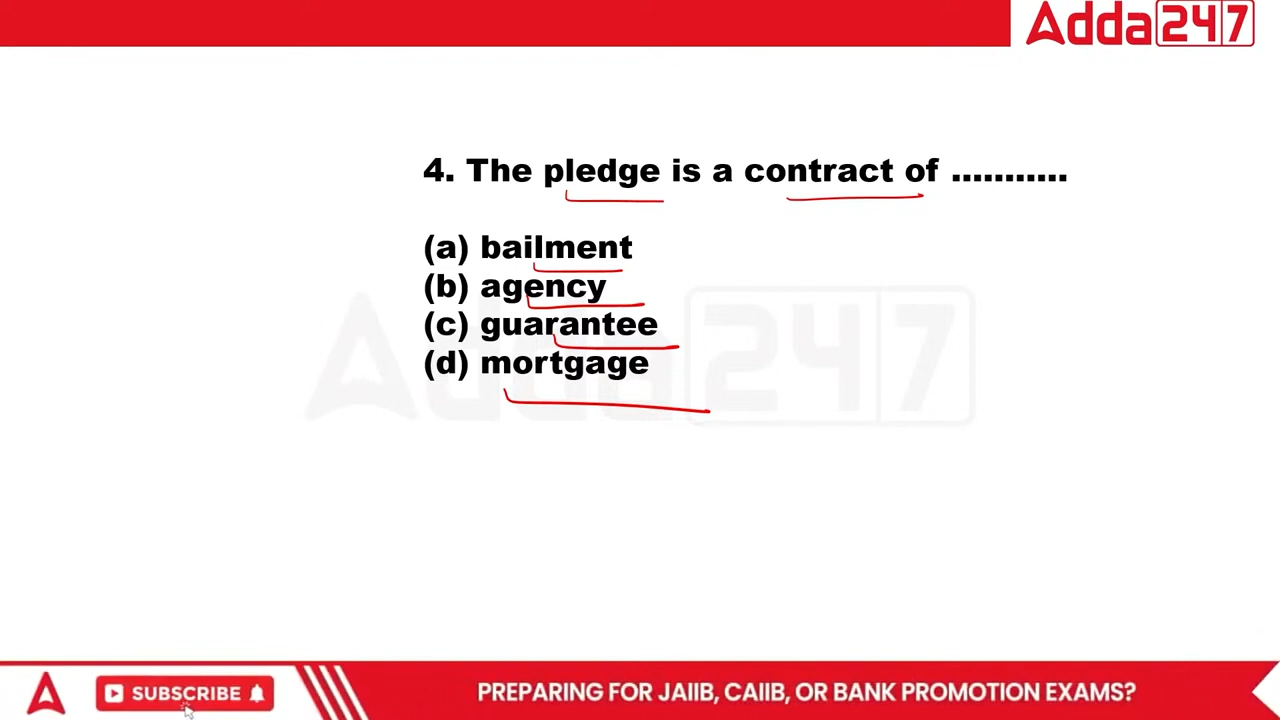 Adda247
4. The pledge is a contract of ...........
(a) bailment
(b) agency
(c) guarantee
(d) mortgage
Adda247
SUBSCRIBE
PREPARING FOR JAIIB, CAIIB, OR BANK PROMOTION EXAMS?